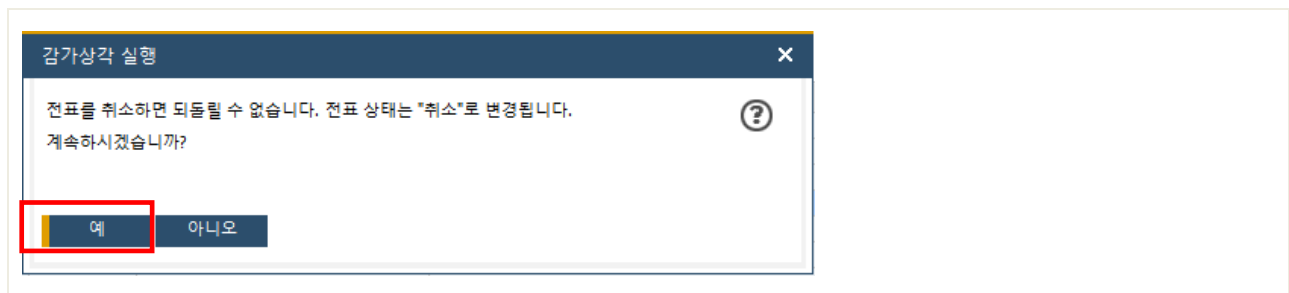 감가상각 실행
전표를 취소하면 되돌릴 수 없습니다. 전표 상태는 "취소"로 변경됩니다.
계속하시겠습니까?
예
아니오